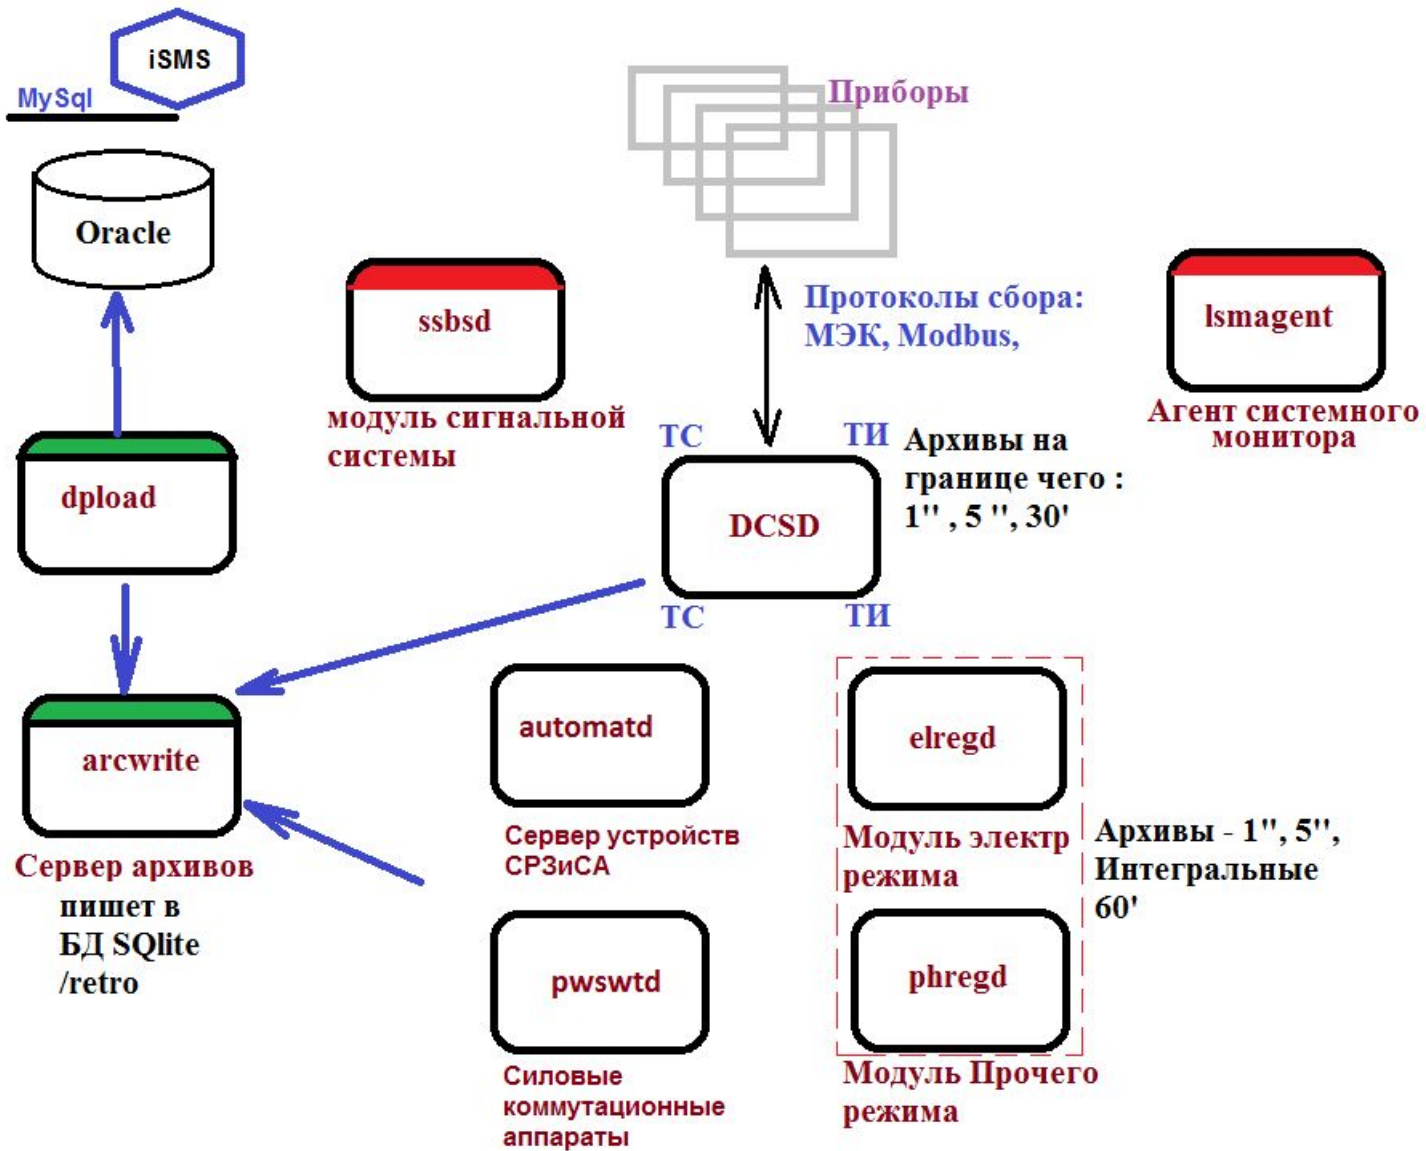 iSMS
MySql
Oracle
Приборы
ssbsd
модуль сигнальной
системы
Протоколы сбора:
МЭК, Modbus,
lsmagent
Агент системного
монитора
dpload
ТС
ТИ
DCSD
Архивы на
границе чего :
1'' , 5 '', 30'
ТС
ТИ
arcwrite
Сервер архивов
пишет в
БД SQlite
/retro
automatd
Сервер устройств
СРЗиСА
elregd
Модуль электр
режима
Архивы - 1'', 5'',
Интегральные
60'
pwswtd
Силовые
коммутационные
аппараты
phregd
Модуль Прочего
режима